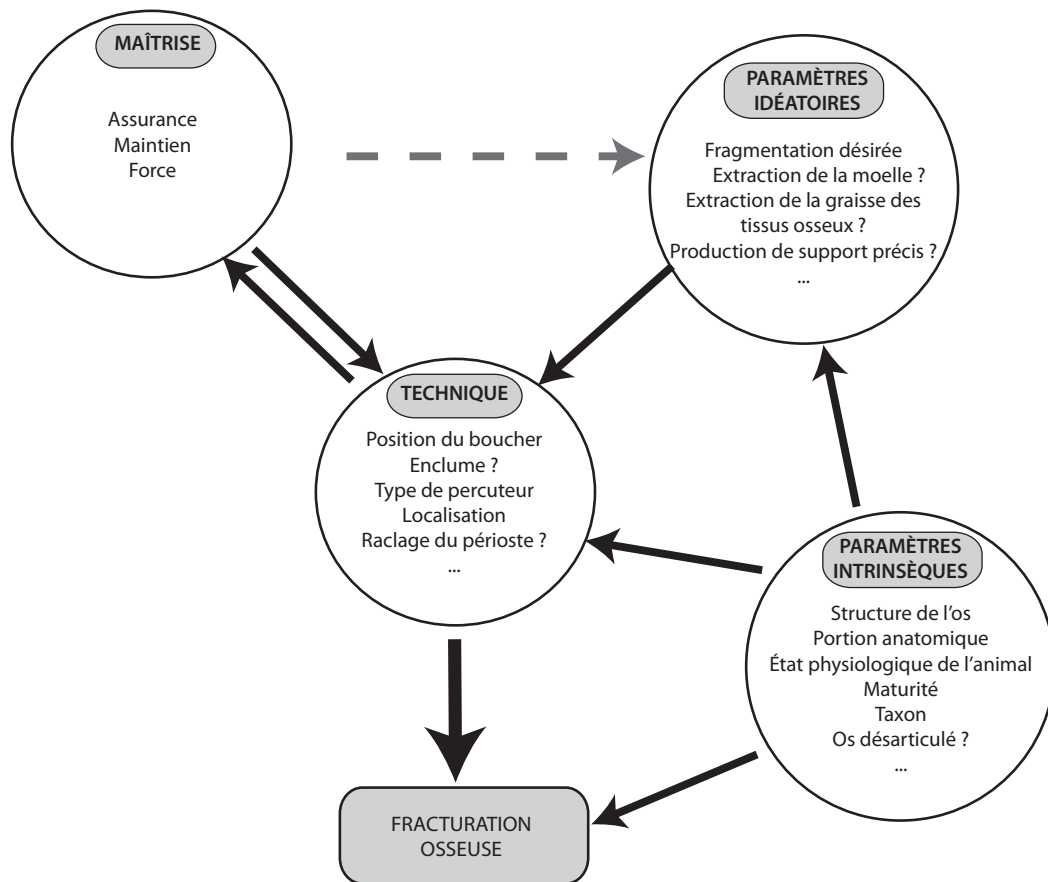 MAÎTRISE
Assurance
Maintien
Force
PARAMÈTRES
IDÉATOIRES
Fragmentation désirée
Extraction de la moelle ?
Extraction de la graisse des
tissus osseux ?
Production de support précis ?
...
TECHNIQUE
Position du boucher
Enclume ?
Type de percuteur
Localisation
Raclage du périoste ?
...
PARAMÈTRES
INTRINSÈQUES
Structure de l'os
Portion anatomique
État physiologique de l'animal
Maturité
Taxon
Os désarticulé ?
...
FRACTURATION
OSSEUSE